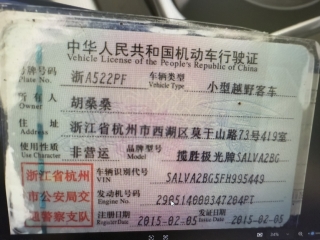 中华人民共和国机动车行驶证
Vehicle License of the People's Republic of China
号牌号码 浙A522PF 车辆类型 小型越野客车
Plate No. Vehicle Type
所有人 胡桑桑
Owner
住址 浙江省杭州市西湖区莫干山路73号419室
Address
使用性质 非营运 品牌型号 揽胜极光牌SALVA2BG
Use Character Model
浙江省杭州市公安局交通警察支队
车辆识别代号 SALVA2BG5FH995449
VIN
发动机号码
Engine No.
注册日期 2015-02-05 发证日期 2015-02-05
Register Date Issue Date